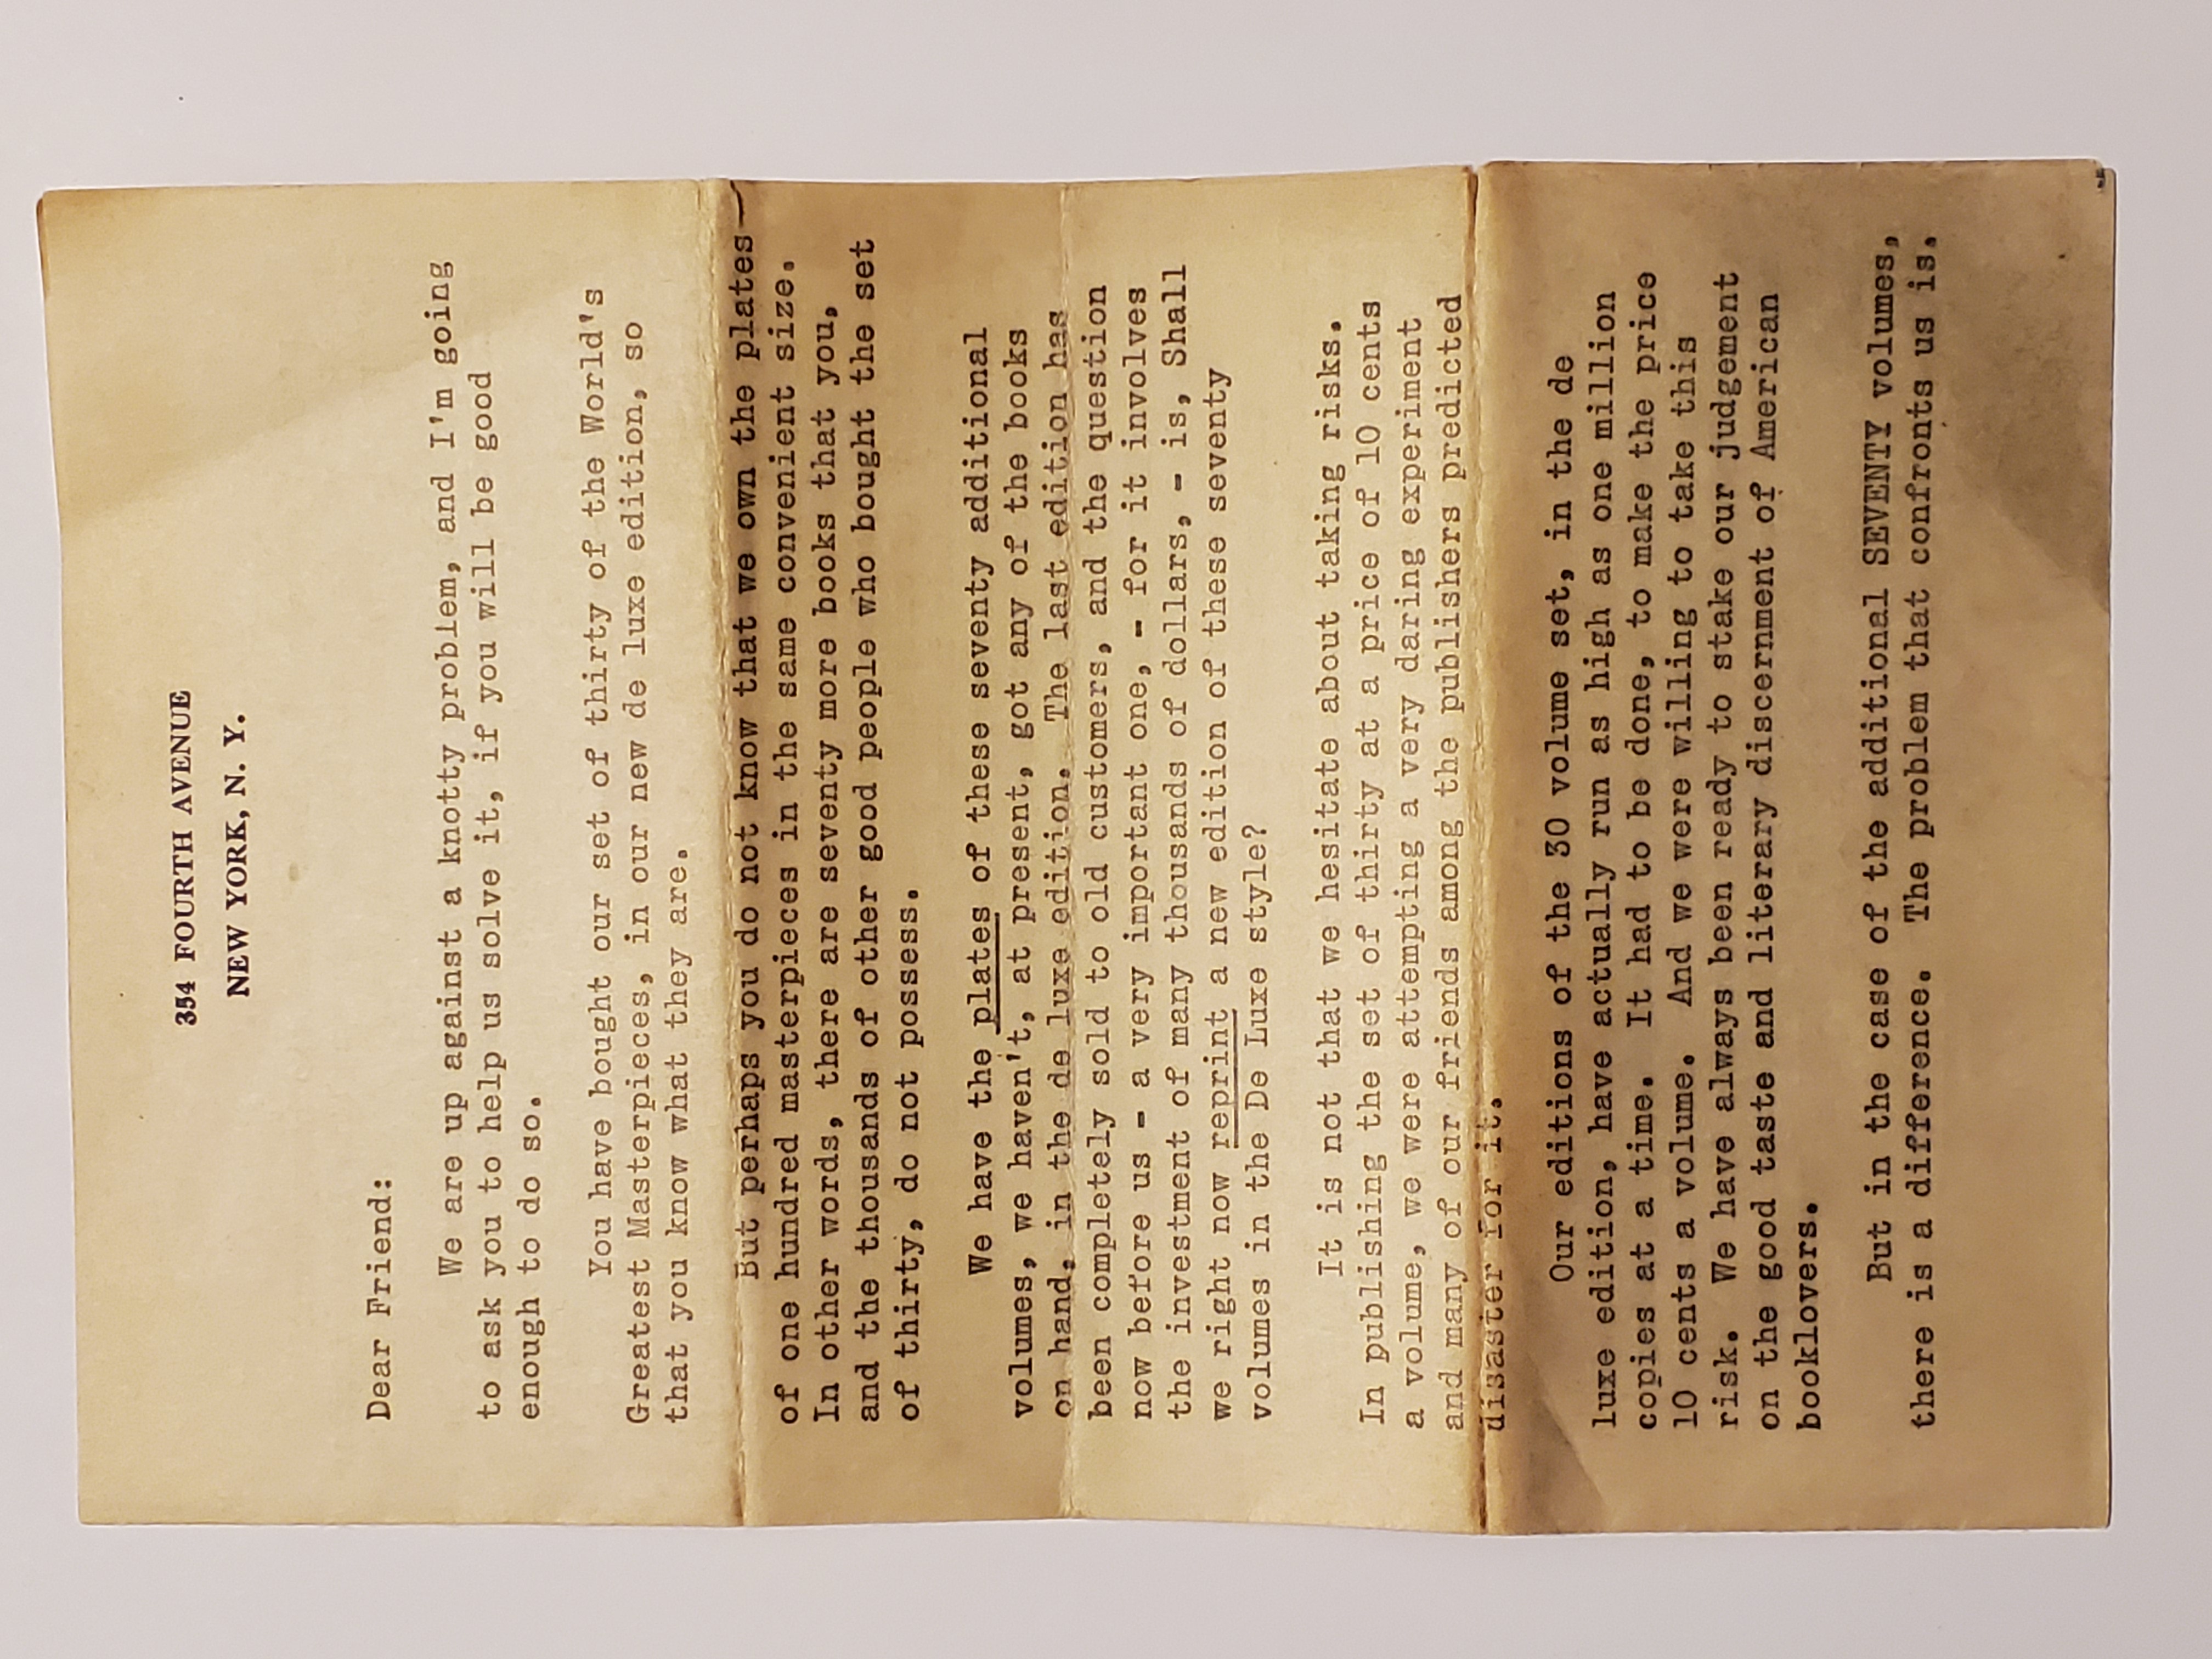 354 FOURTH AVENUE
NEW YORK, N. Y.
Dear Friend:
We are up against a knotty problem, and I'm going
to ask you to help us solve it, if you will be good
enough to do so.
You have bought our set of thirty of the World's
Greatest Masterpieces, in our new de luxe edition, so
that you know what they are.
But perhaps you do not know that we own the plates
of one hundred masterpieces in the same convenient size.
In other words, there are seventy more books that you,
and the thousands of other good people who bought the set
of thirty, do not possess.
We have the plates of these seventy additional
volumes, we haven't, at present, got any of the books
on hand, in the de luxe edition. The last edition has
been completely sold to old customers, and the question
now before us - a very important one, - for it involves
the investment of many thousands of dollars, - is, Shall
we right now reprint a new edition of these seventy
volumes in the De Luxe style?
It is not that we hesitate about taking risks.
In publishing the set of thirty at a price of 10 cents
a volume, we were attempting a very daring experiment
and many of our friends among the publishers predicted
disaster for it.
Our editions of the 30 volume set, in the de
luxe edition, have actually run as high as one million
copies at a time. It had to be done, to make the price
10 cents a volume. And we were willing to take this
risk. We have always been ready to stake our judgement
on the good taste and literary discernment of American
booklovers.
But in the case of the additional SEVENTY volumes,
there is a difference. The problem that confronts us is.